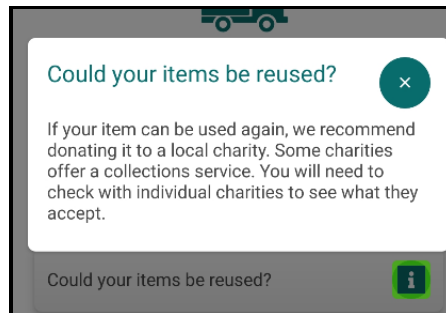 Could your items be reused?
×
If your item can be used again, we recommend
donating it to a local charity. Some charities
offer a collections service. You will need to
check with individual charities to see what they
accept.
Could your items be reused?
i